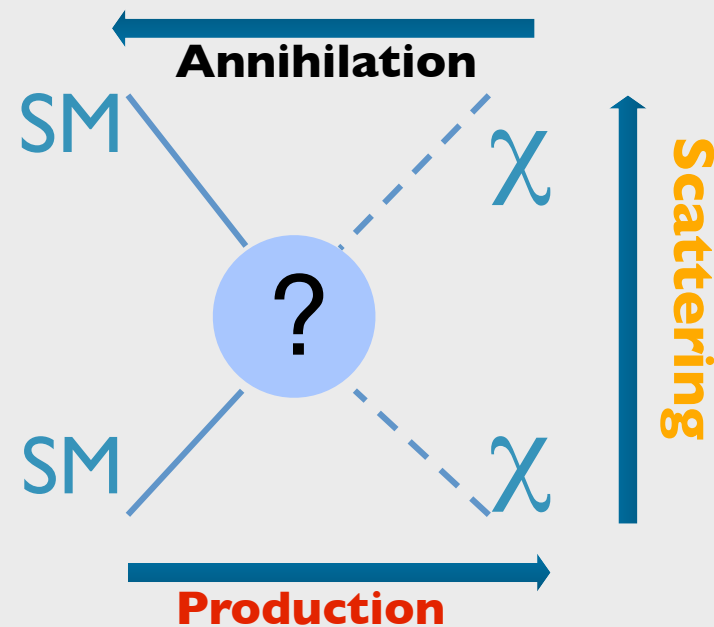 Annihilation
SM
χ
Scattering
?
SM
χ
Production